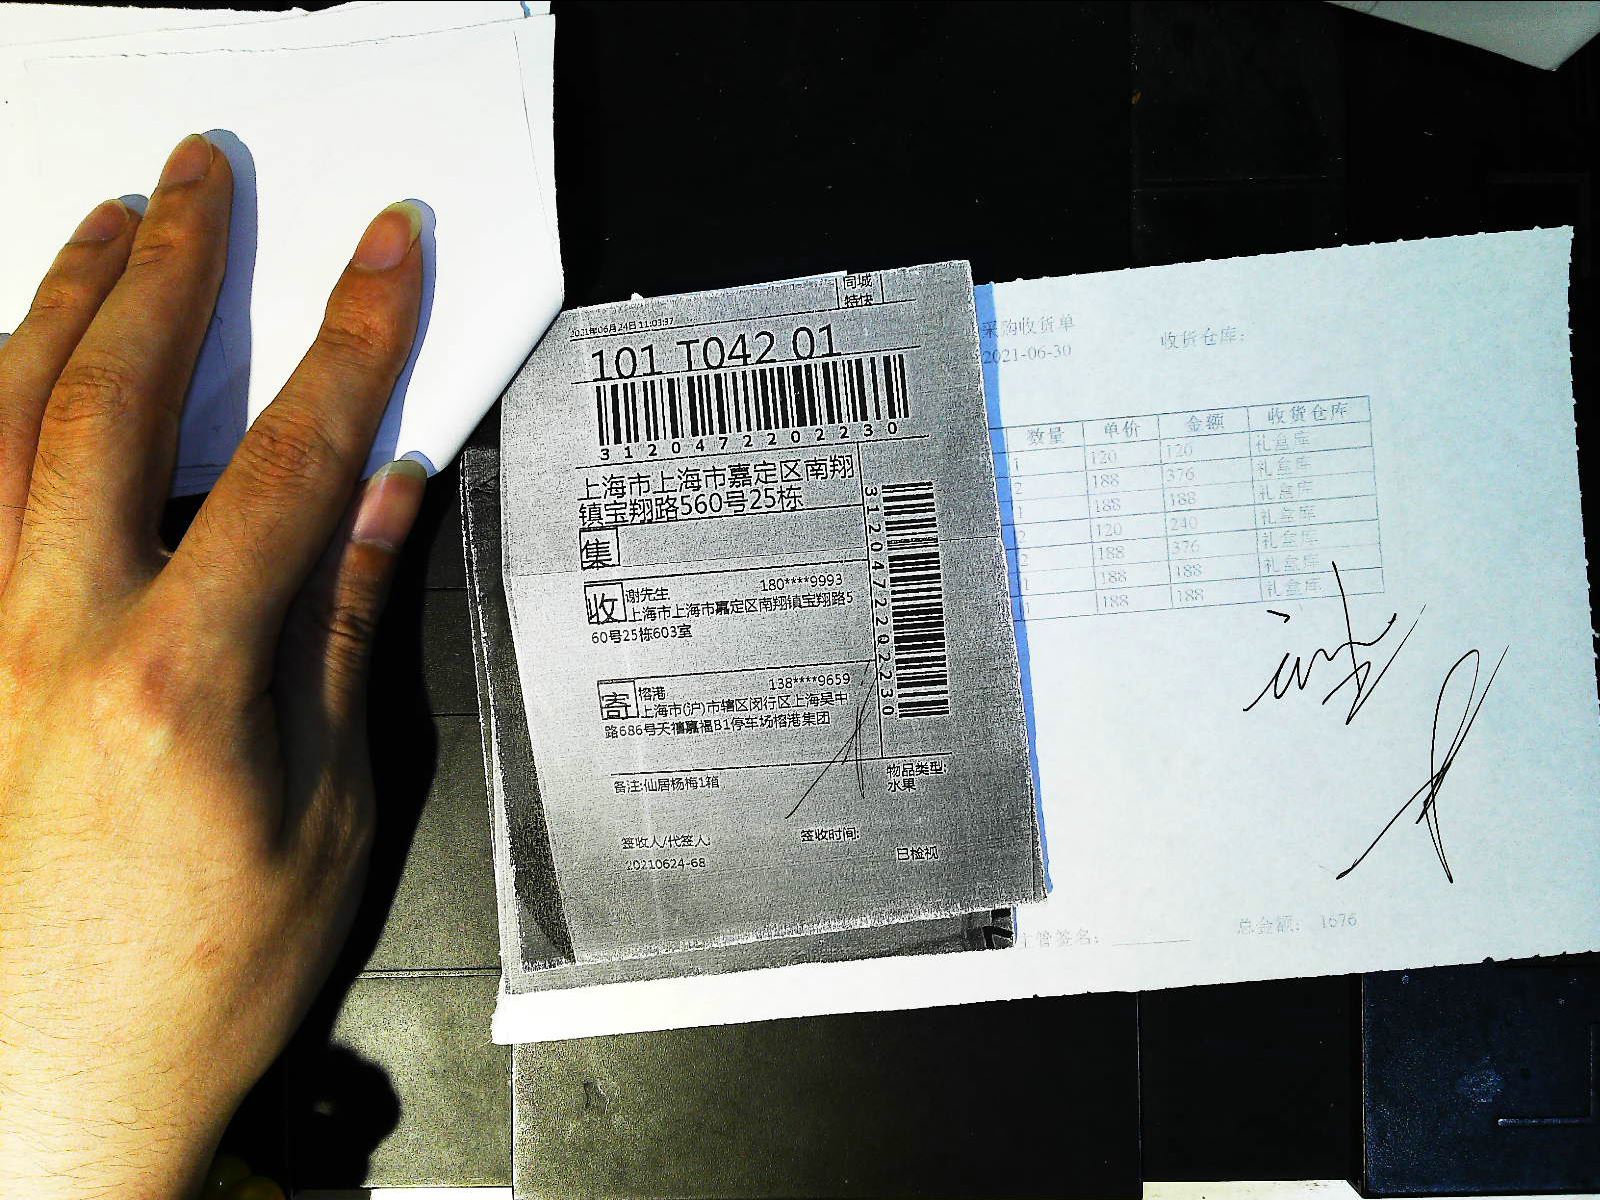 同城
特快
2021年06月24日 11:03:37
101 T042 01
3120472202230
上海市上海市嘉定区南翔
镇宝翔路560号25栋
集
收 谢先生 180****9993
上海市上海市嘉定区南翔镇宝翔路5
60号25栋603室
寄 榕港 138****9659
上海市(沪)市辖区闵行区上海吴中
路686号天禧嘉福B1停车场榕港集团
3120472202230
备注:仙居杨梅1箱
物品类型:
水果
签收人/代签人:
签收时间:
20210624-68
已检视
采购收货单
2021-06-30 收货仓库:
数量 单价 金额 收货仓库
1 120 120 礼盒库
2 188 376 礼盒库
1 188 188 礼盒库
2 120 240 礼盒库
2 188 376 礼盒库
1 188 188 礼盒库
1 188 188 礼盒库
主管签名:
总金额: 1676